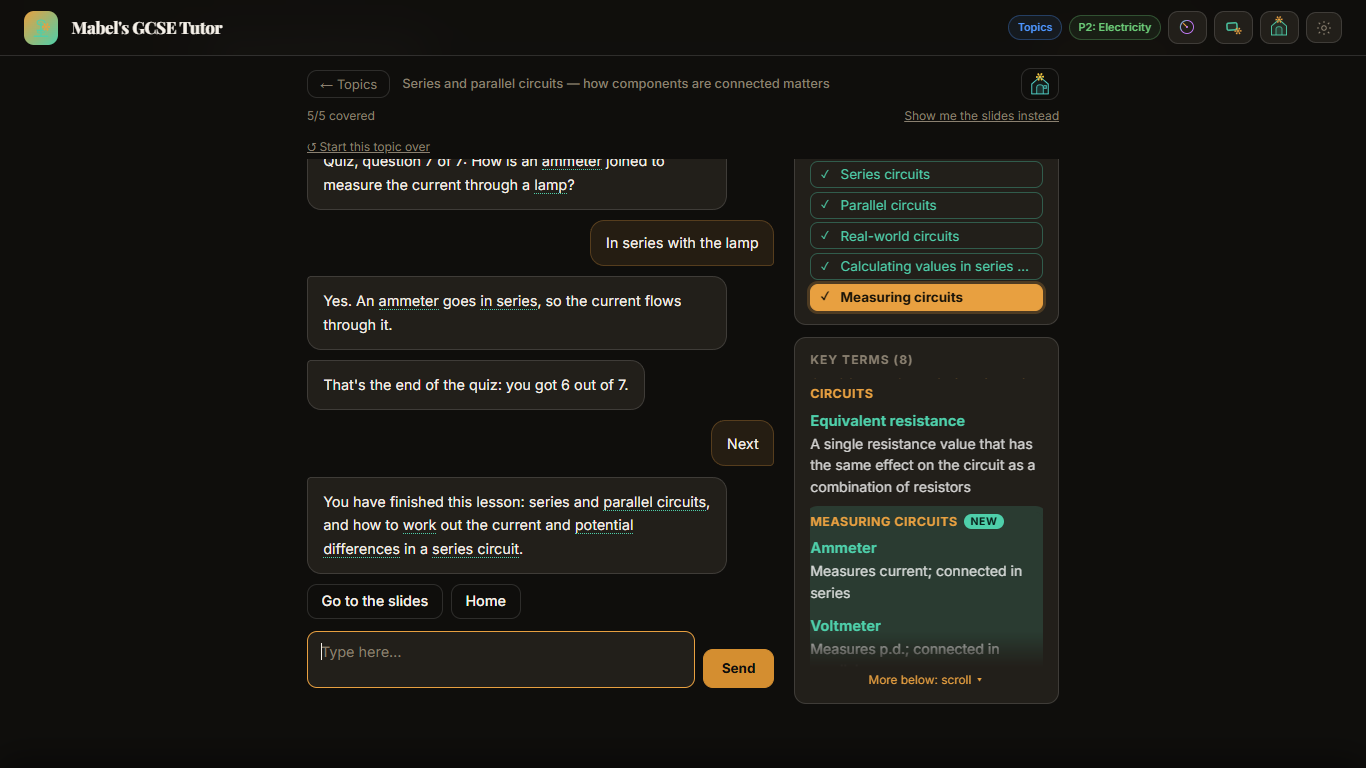 Mabel's GCSE Tutor
Topics
P2: Electricity
← Topics
Series and parallel circuits — how components are connected matters
5/5 covered
Show me the slides instead
↺ Start this topic over
Quiz, question 7 of 7: How is an ammeter joined to
measure the current through a lamp?
In series with the lamp
Yes. An ammeter goes in series, so the current flows
through it.
That's the end of the quiz: you got 6 out of 7.
Next
You have finished this lesson: series and parallel circuits,
and how to work out the current and potential
differences in a series circuit.
Go to the slides
Home
Type here...
Send
✓ Series circuits
✓ Parallel circuits
✓ Real-world circuits
✓ Calculating values in series ...
✓ Measuring circuits
KEY TERMS (8)
CIRCUITS
Equivalent resistance
A single resistance value that has
the same effect on the circuit as a
combination of resistors
MEASURING CIRCUITS NEW
Ammeter
Measures current; connected in
series
Voltmeter
Measures p.d.; connected in
More below: scroll ▾